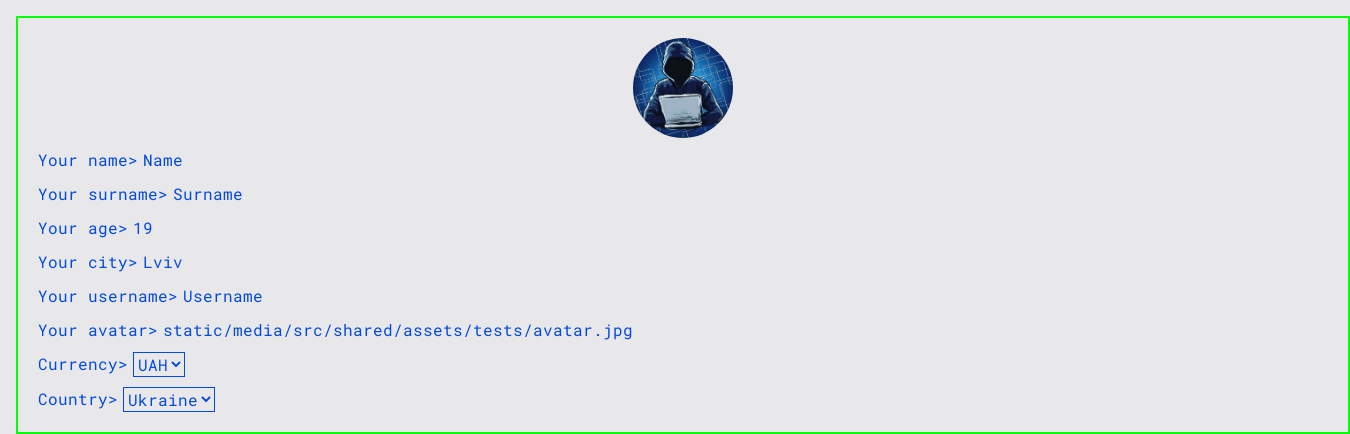 Your name> Name
Your surname> Surname
Your age> 19
Your city> Lviv
Your username> Username
Your avatar> static/media/src/shared/assets/tests/avatar.jpg
Currency> UAH
Country> Ukraine